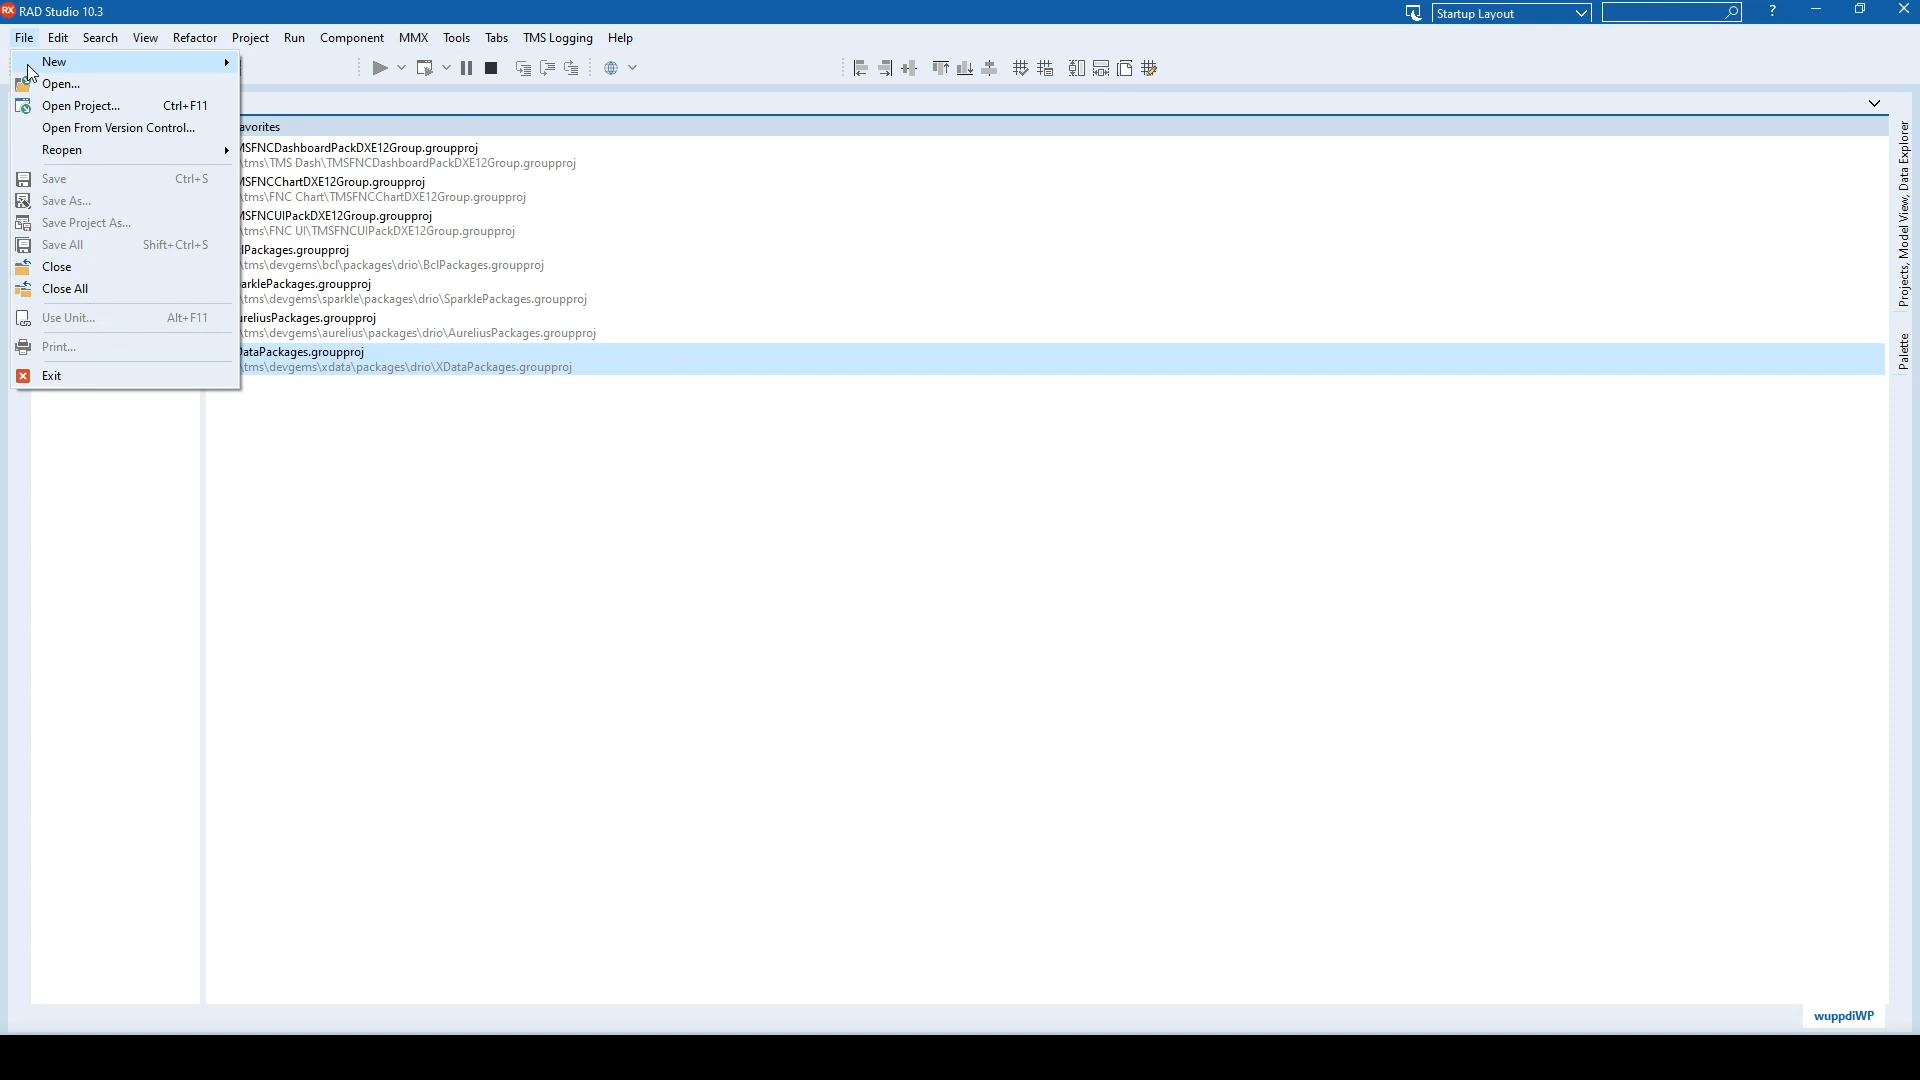 RX RAD Studio 10.3
Startup Layout
?
File Edit Search View Refactor Project Run Component MMX Tools Tabs TMS Logging Help
New
Open...
Open Project... Ctrl+F11
Open From Version Control...
Reopen
Save Ctrl+S
Save As...
Save Project As...
Save All Shift+Ctrl+S
Close
Close All
Use Unit... Alt+F11
Print...
Exit
avorites
MSFNCDashboardPackDXE12Group.groupproj
\tms\TMS Dash\TMSFNCDashboardPackDXE12Group.groupproj
MSFNCChartDXE12Group.groupproj
\tms\FNC Chart\TMSFNCChartDXE12Group.groupproj
MSFNCUIPackDXE12Group.groupproj
\tms\FNC UI\TMSFNCUIPackDXE12Group.groupproj
lPackages.groupproj
\tms\devgems\bcl\packages\drio\BclPackages.groupproj
arklePackages.groupproj
\tms\devgems\sparkle\packages\drio\SparklePackages.groupproj
ureliusPackages.groupproj
\tms\devgems\aurelius\packages\drio\AureliusPackages.groupproj
DataPackages.groupproj
\tms\devgems\xdata\packages\drio\XDataPackages.groupproj
Projects, Model View, Data Explorer
Palette
wuppdiWP